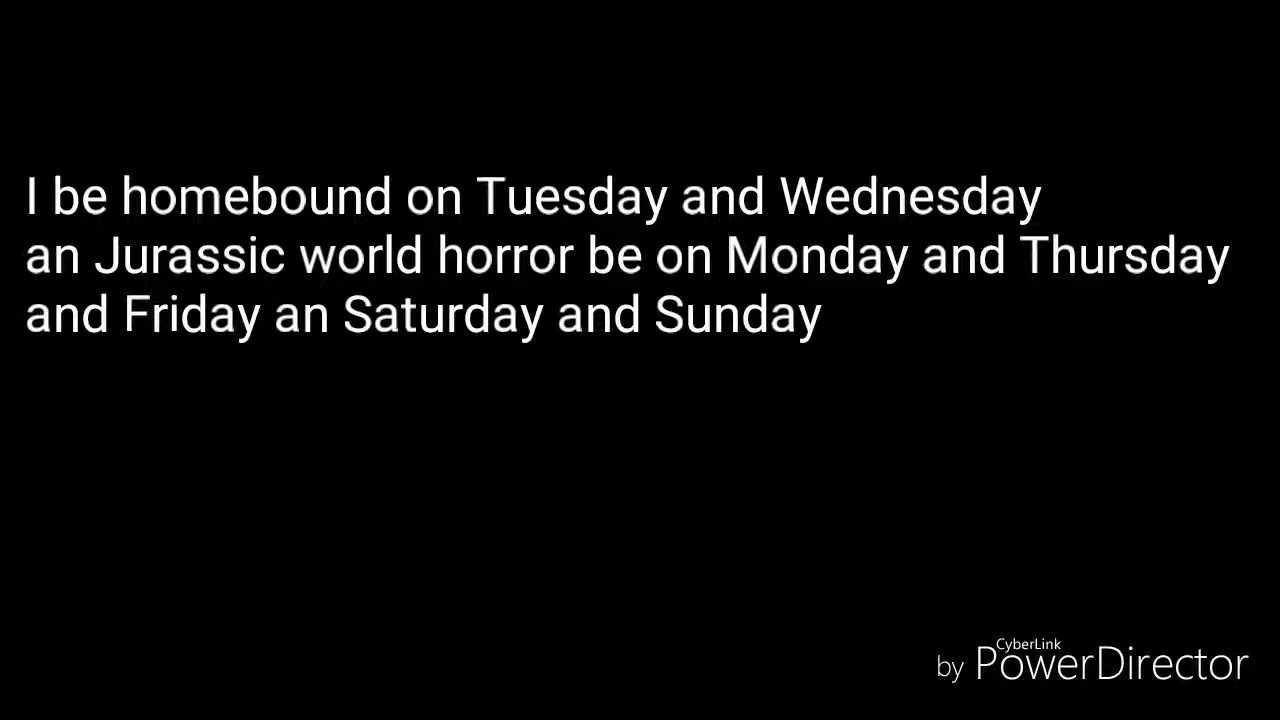 I be homebound on Tuesday and Wednesday
an Jurassic world horror be on Monday and Thursday
and Friday an Saturday and Sunday
CyberLink
by PowerDirector